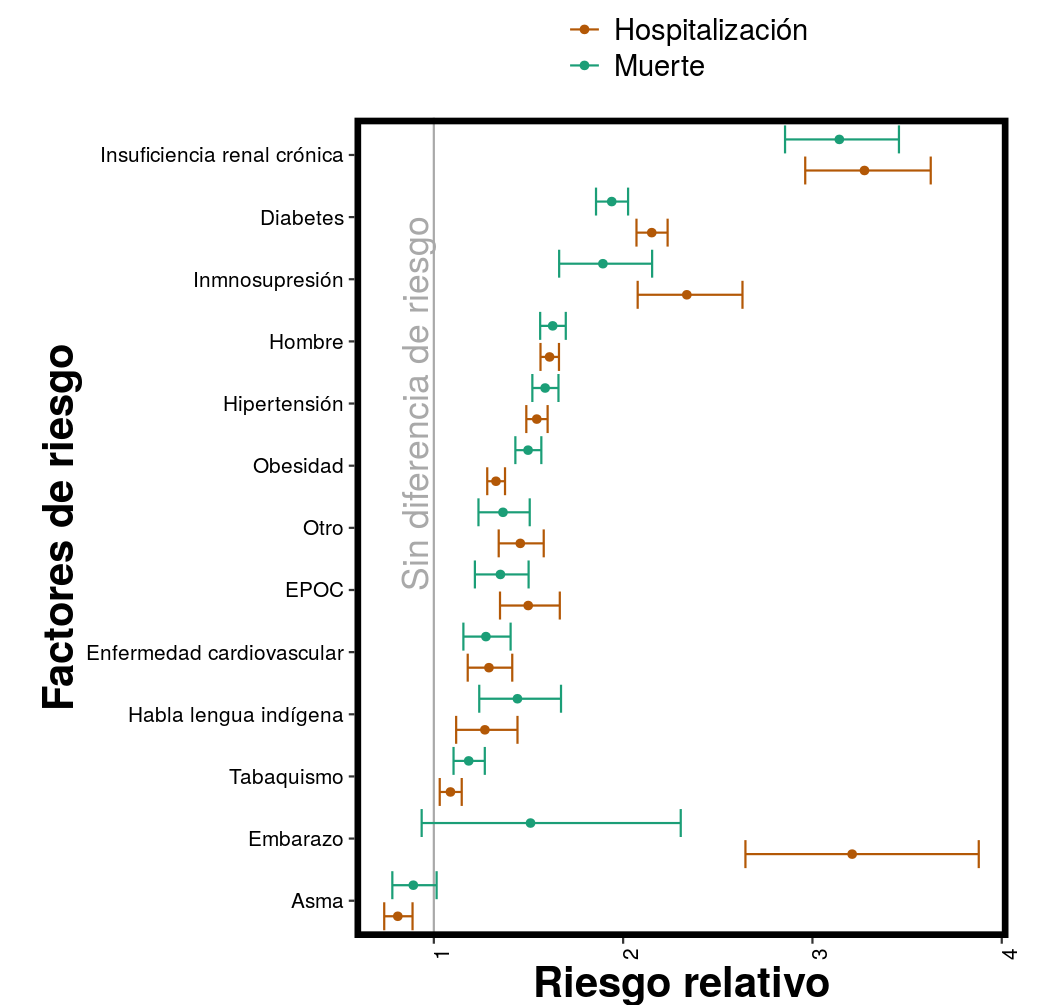 Hospitalización
Muerte
Insuficiencia renal crónica
Diabetes
Inmnosupresión
Hombre
Hipertensión
Obesidad
Otro
EPOC
Enfermedad cardiovascular
Habla lengua indígena
Tabaquismo
Embarazo
Asma
Factores de riesgo
Sin diferencia de riesgo
1
2
3
4
Riesgo relativo